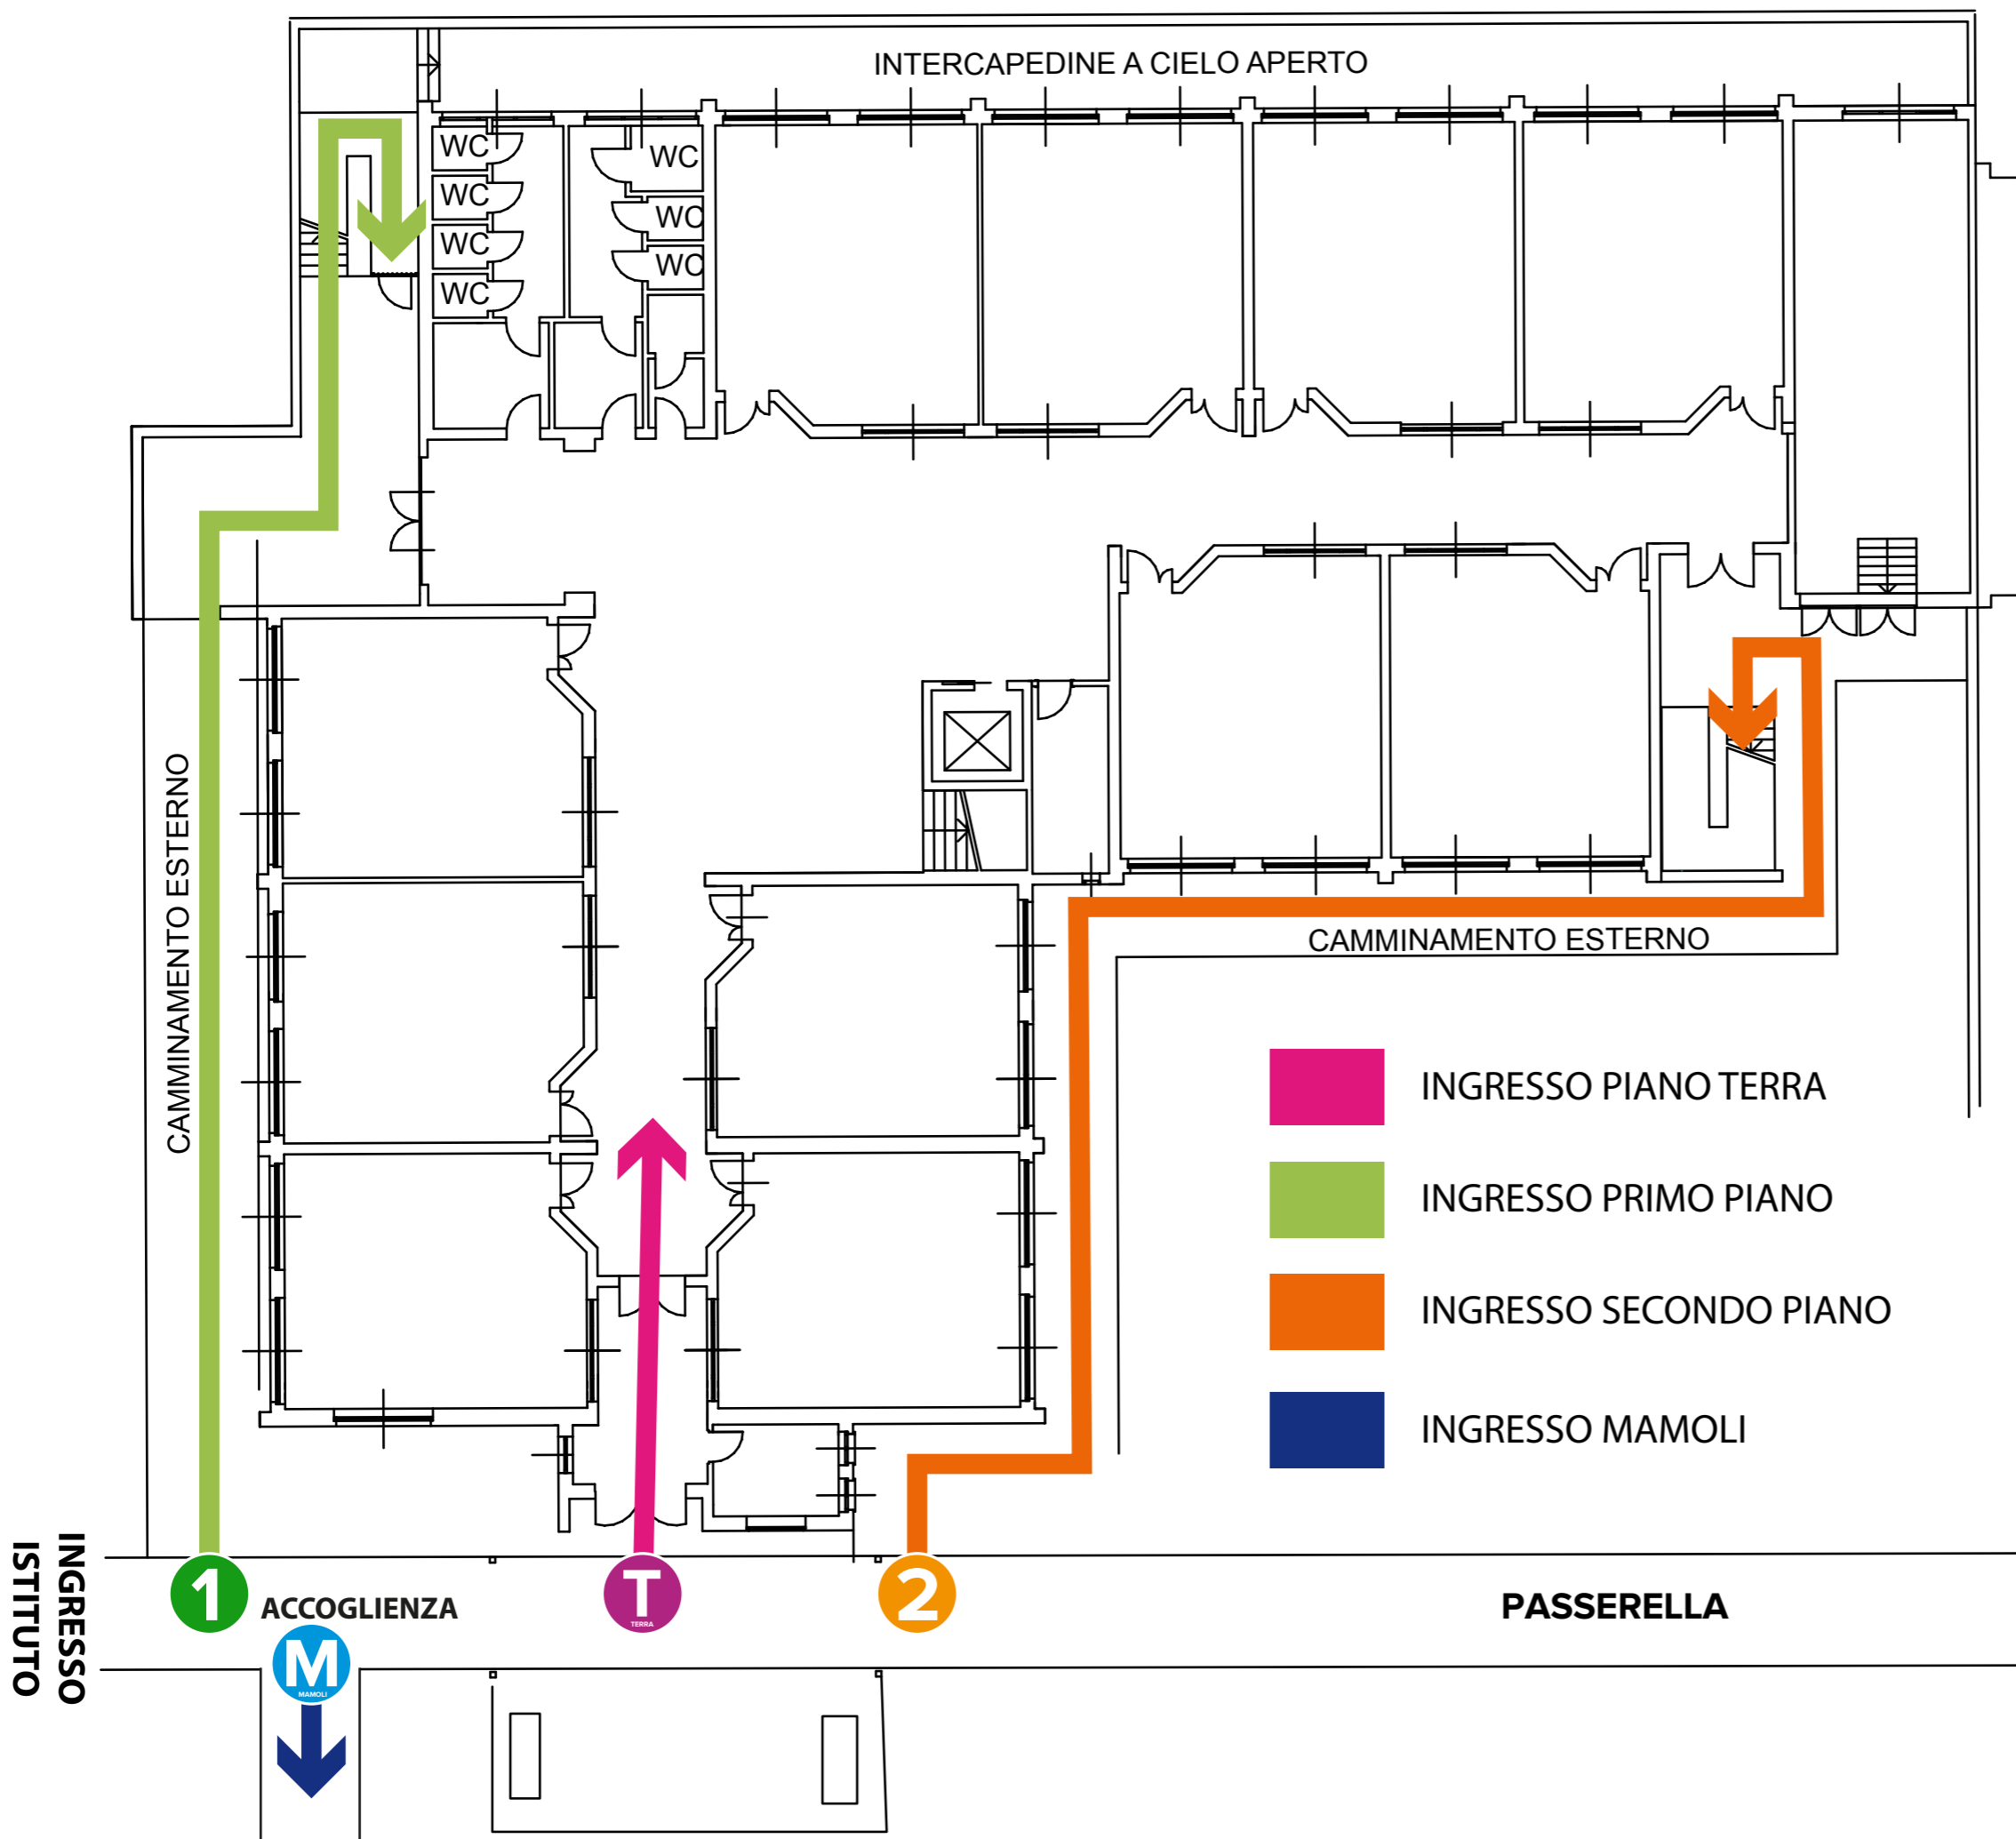 INTERCAPEDINE A CIELO APERTO
WC
WC
WC
WC
WC
WC
WC
CAMMINAMENTO ESTERNO
CAMMINAMENTO ESTERNO
INGRESSO PIANO TERRA
INGRESSO PRIMO PIANO
INGRESSO SECONDO PIANO
INGRESSO MAMOLI
INGRESSO
ISTITUTO
1
ACCOGLIENZA
T
TERRA
2
PASSERELLA
M
MAMOLI